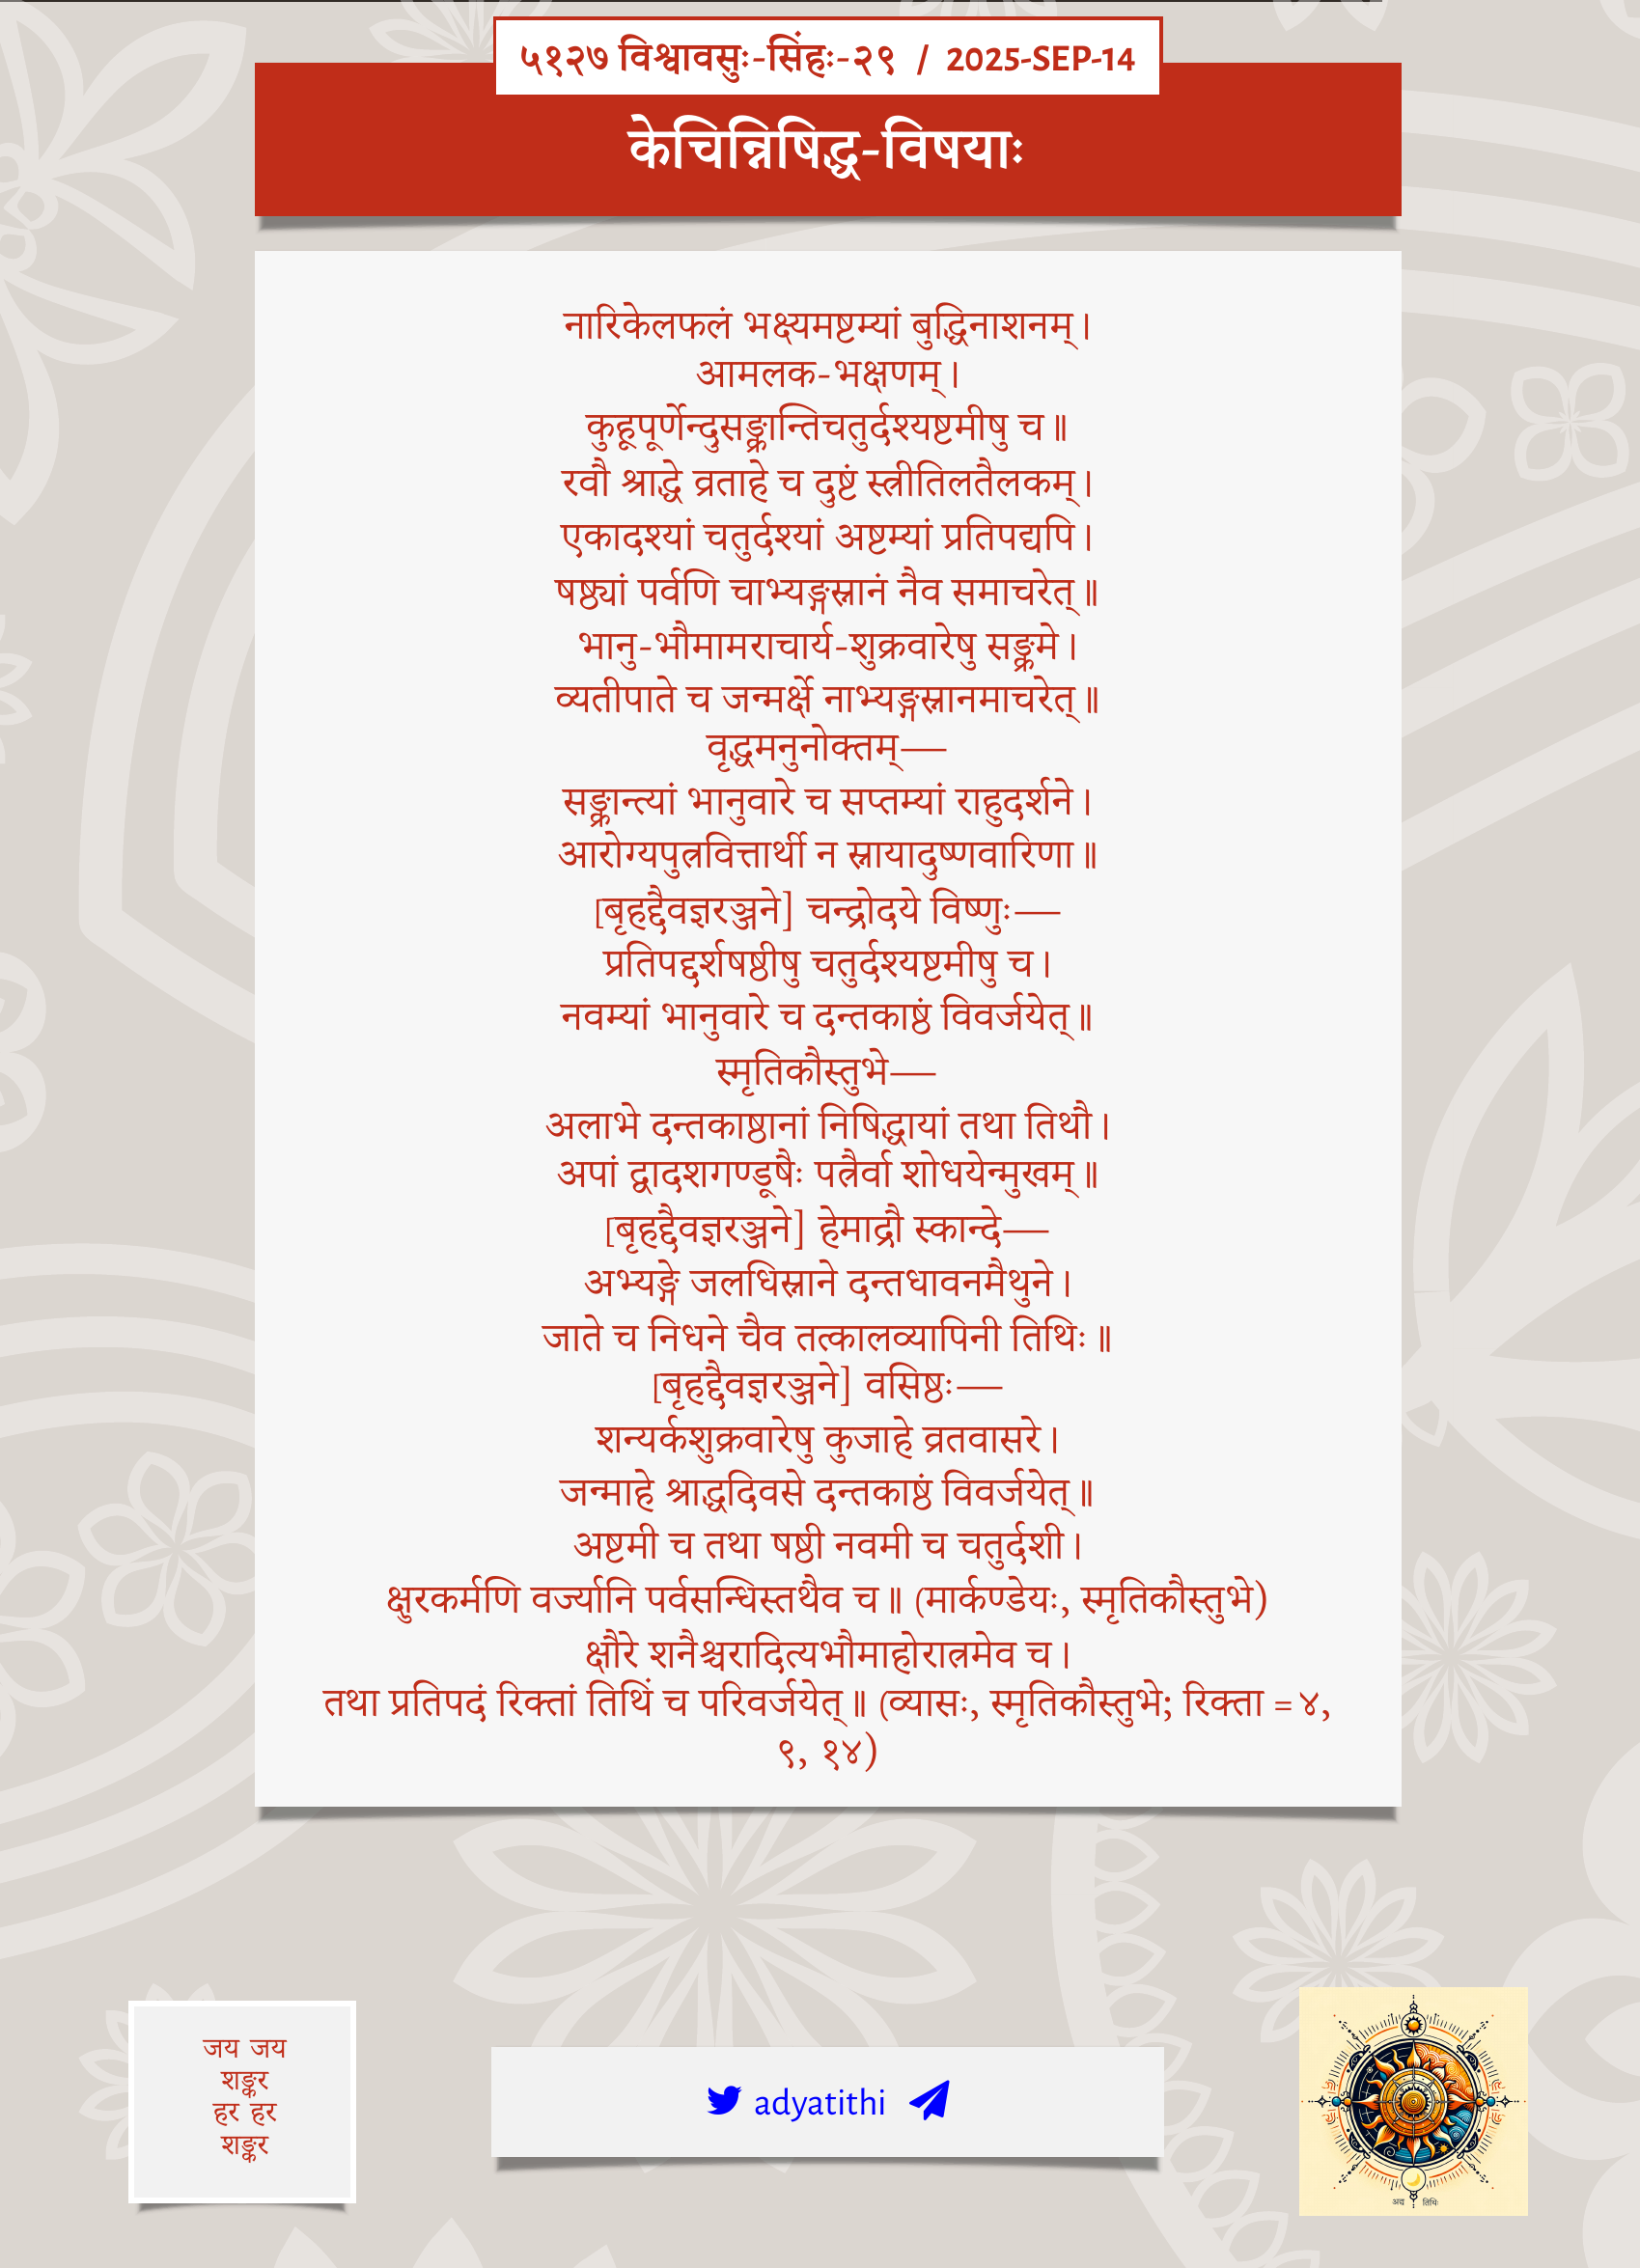 ५१२७ विश्वावसुः-सिंहः-२९ / 2025-SEP-14
केचिन्निषिद्ध-विषयाः
नारिकेलफलं भक्ष्यमष्टम्यां बुद्धिनाशनम्।
आमलक-भक्षणम्।
कुहूपूर्णेन्दुसङ्क्रान्तिचतुर्दश्यष्टमीषु च॥
रवौ श्राद्धे व्रताहे च दुष्टं स्त्रीतिलतैलकम्।
एकादश्यां चतुर्दश्यां अष्टम्यां प्रतिपद्यपि।
षष्ठ्यां पर्वणि चाभ्यङ्गस्नानं नैव समाचरेत्॥
भानु-भौमामराचार्य-शुक्रवारेषु सङ्क्रमे।
व्यतीपाते च जन्मर्क्षे नाभ्यङ्गस्नानमाचरेत्॥
वृद्धमनुनोक्तम्—
सङ्क्रान्त्यां भानुवारे च सप्तम्यां राहुदर्शने।
आरोग्यपुत्रवित्तार्थी न स्नायादुष्णवारिणा॥
[बृहद्दैवज्ञरञ्जने] चन्द्रोदये विष्णुः—
प्रतिपद्दर्शषष्ठीषु चतुर्दश्यष्टमीषु च।
नवम्यां भानुवारे च दन्तकाष्ठं विवर्जयेत्॥
स्मृतिकौस्तुभे—
अलाभे दन्तकाष्ठानां निषिद्धायां तथा तिथौ।
अपां द्वादशगण्डूषैः पत्रैर्वा शोधयेन्मुखम्॥
[बृहद्दैवज्ञरञ्जने] हेमाद्रौ स्कान्दे—
अभ्यङ्गे जलधिस्नाने दन्तधावनमैथुने।
जाते च निधने चैव तत्कालव्यापिनी तिथिः॥
[बृहद्दैवज्ञरञ्जने] वसिष्ठः—
शन्यर्कशुक्रवारेषु कुजाहे व्रतवासरे।
जन्माहे श्राद्धदिवसे दन्तकाष्ठं विवर्जयेत्॥
अष्टमी च तथा षष्ठी नवमी च चतुर्दशी।
क्षुरकर्मणि वर्ज्यानि पर्वसन्धिस्तथैव च॥ (मार्कण्डेयः, स्मृतिकौस्तुभे)
क्षौरे शनैश्चरादित्यभौमाहोरात्रमेव च।
तथा प्रतिपदं रिक्तां तिथिं च परिवर्जयेत्॥ (व्यासः, स्मृतिकौस्तुभे; रिक्ता = ४,
९, १४)
जय जय
शङ्कर
हर हर
शङ्कर
adyatithi
अद्य तिथिः